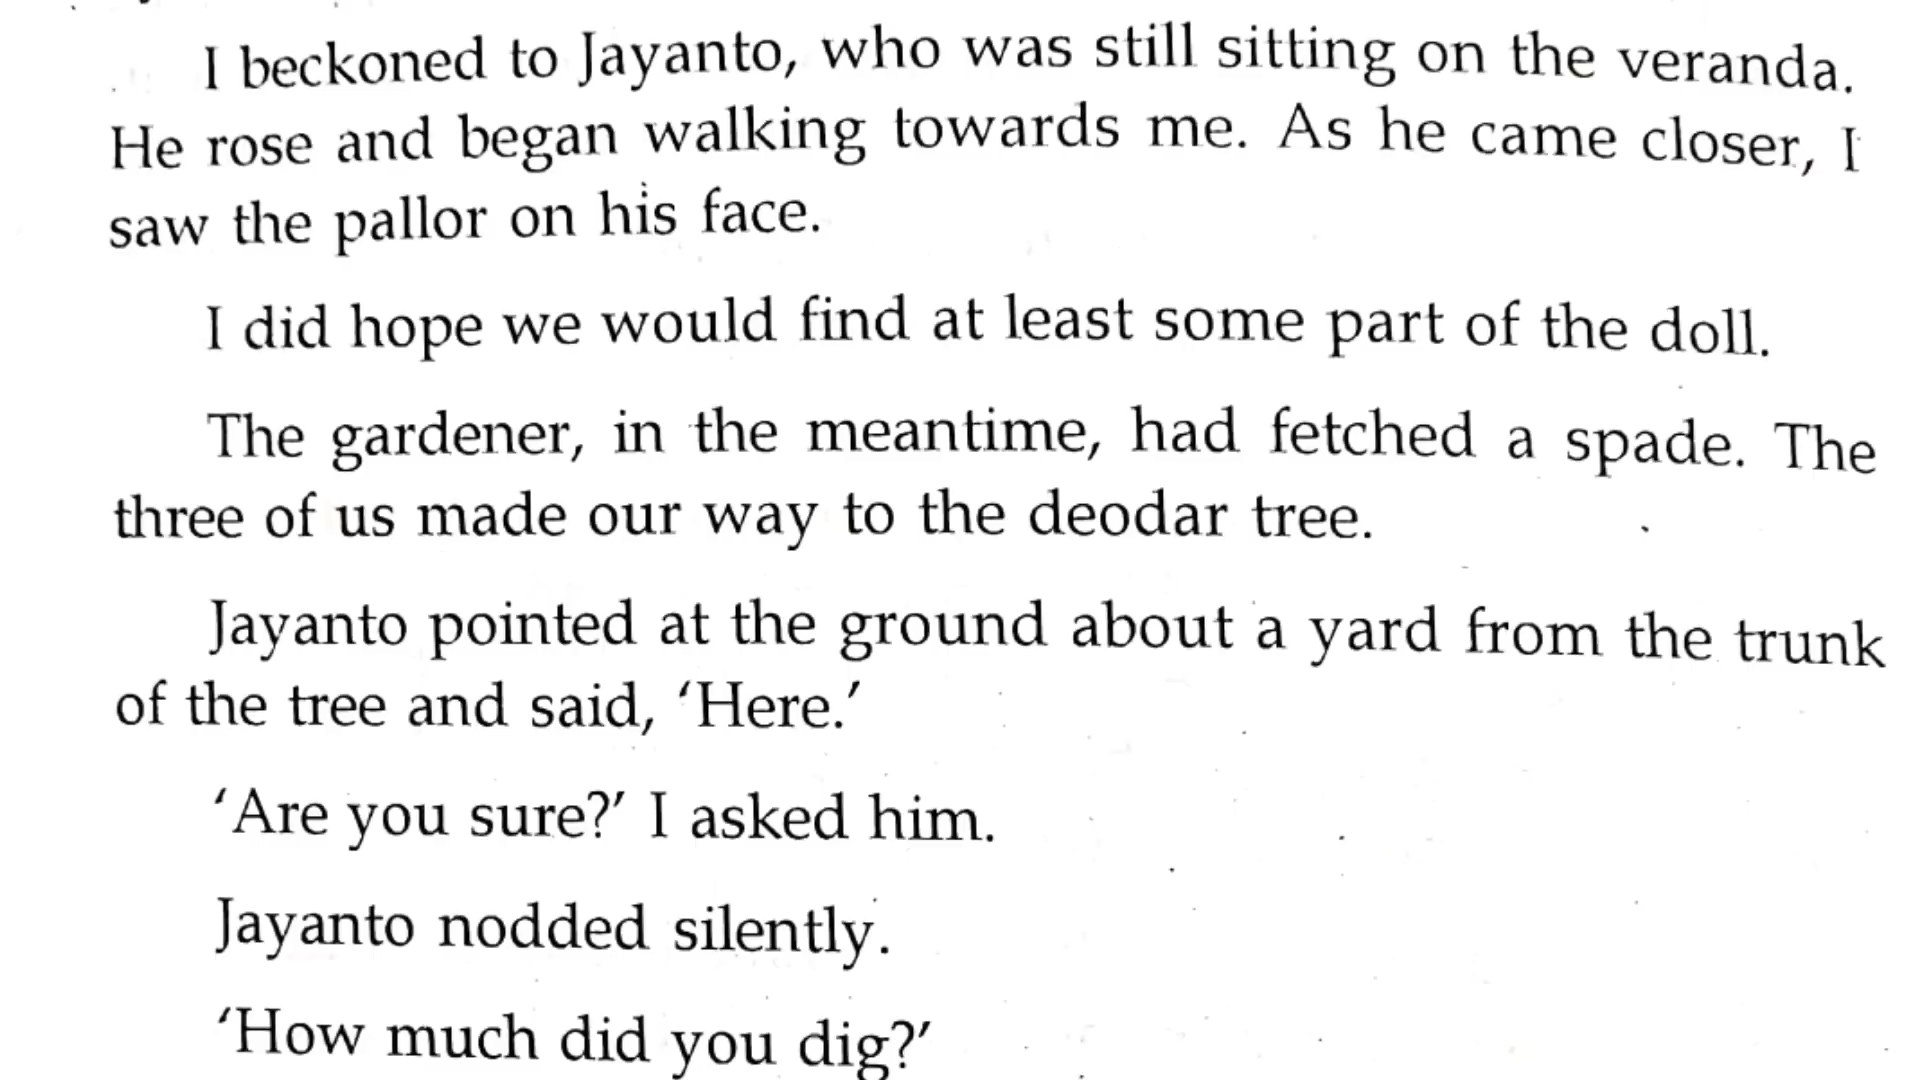 I beckoned to Jayanto, who was still sitting on the veranda.
He rose and began walking towards me. As he came closer, I
saw the pallor on his face.
I did hope we would find at least some part of the doll.
The gardener, in the meantime, had fetched a spade. The
three of us made our way to the deodar tree.
Jayanto pointed at the ground about a yard from the trunk
of the tree and said, ‘Here.’
‘Are you sure?’ I asked him.
Jayanto nodded silently.
‘How much did you dig?’